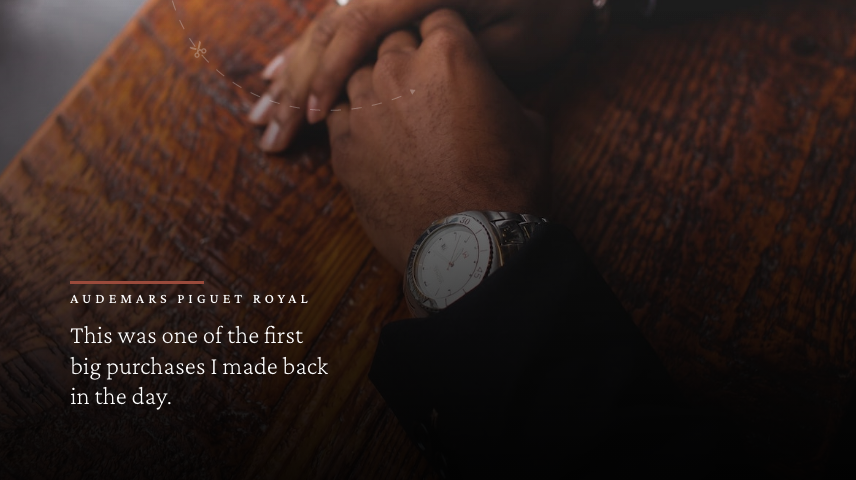 AUDEMARS PIGUET ROYAL
This was one of the first
big purchases I made back
in the day.